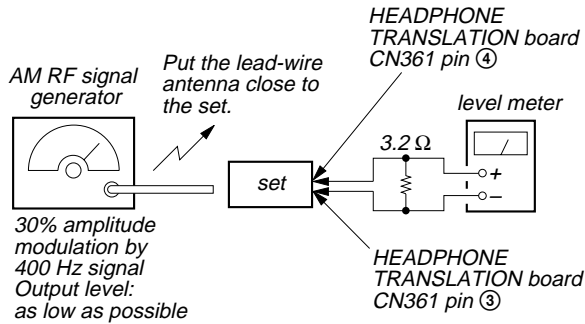 HEADPHONE
TRANSLATION board
CN361 pin ④
AM RF signal
generator
Put the lead-wire
antenna close to
the set.
level meter
3.2 Ω
set
+
–
30% amplitude
modulation by
400 Hz signal
Output level:
as low as possible
HEADPHONE
TRANSLATION board
CN361 pin ③